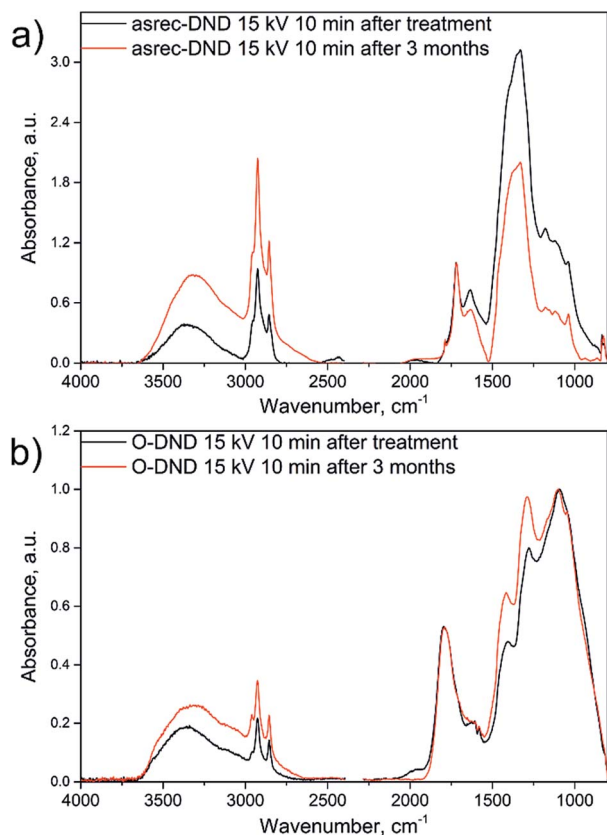 a)
asrec-DND 15 kV 10 min after treatment
asrec-DND 15 kV 10 min after 3 months
Absorbance, a.u.
3.0
2.4
1.8
1.2
0.6
0.0
4000 3500 3000 2500 2000 1500 1000
Wavenumber, cm-1
b)
O-DND 15 kV 10 min after treatment
O-DND 15 kV 10 min after 3 months
Absorbance, a.u.
1.2
1.0
0.8
0.6
0.4
0.2
0.0
4000 3500 3000 2500 2000 1500 1000
Wavenumber, cm-1